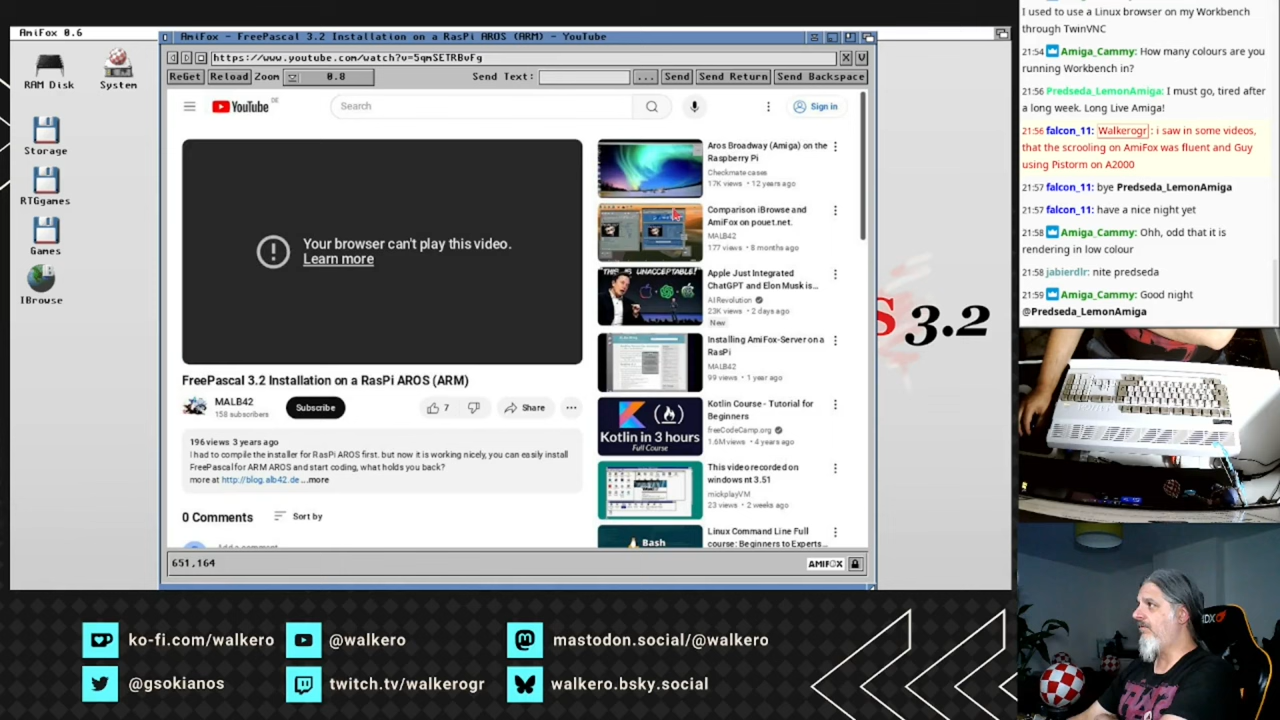 AmiFox 0.6
RAM Disk
System
Storage
RTGgames
Games
IBrowse
AmiFox - FreePascal 3.2 Installation on a RasPi AROS (ARM) - YouTube
https://www.youtube.com/watch?v=5qmSETRBvFg
ReGet Reload Zoom 0.8 Send Text: ... Send Send Return Send Backspace
YouTube DE
Search
Sign in
Your browser can't play this video.
Learn more
FreePascal 3.2 Installation on a RasPi AROS (ARM)
MALB42
158 subscribers
Subscribe
7
Share
196 views 3 years ago
I had to compile the installer for RasPi AROS first. but now it is working nicely, you can easily install
FreePascal for ARM AROS and start coding, what holds you back?
more at http://blog.alb42.de ...more
0 Comments
Sort by
Add a comment
Aros Broadway (Amiga) on the
Raspberry Pi
Checkmate cases
17K views • 12 years ago
Comparison iBrowse and
AmiFox on pouet.net.
MALB42
177 views • 8 months ago
THIS IS UNACCEPTABLE!
Apple Just Integrated
ChatGPT and Elon Musk is...
AI Revolution
23K views • 2 days ago
New
Installing AmiFox-Server on a
RasPi
MALB42
99 views • 1 year ago
Kotlin in 3 hours
Full Course
Kotlin Course - Tutorial for
Beginners
freeCodeCamp.org
1.6M views • 4 years ago
This video recorded on
windows nt 3.51
mickplayVM
23 views • 2 weeks ago
Bash
Linux Command Line Full
course: Beginners to Experts...
651,164
AMIFOX
S 3.2
I used to use a Linux browser on my Workbench
through TwinVNC
21:54 Amiga_Cammy: How many colours are you
running Workbench in?
21:56 Predseda_LemonAmiga: I must go, tired after
a long week. Long Live Amiga!
21:56 falcon_11: Walkerogr : i saw in some videos,
that the scrooling on AmiFox was fluent and Guy
using Pistorm on A2000
21:57 falcon_11: bye Predseda_LemonAmiga
21:57 falcon_11: have a nice night yet
21:58 Amiga_Cammy: Ohh, odd that it is
rendering in low colour
21:58 jabierdlr: nite predseda
21:59 Amiga_Cammy: Good night
@Predseda_LemonAmiga
ko-fi.com/walkero
@walkero
mastodon.social/@walkero
@gsokianos
twitch.tv/walkerogr
walkero.bsky.social